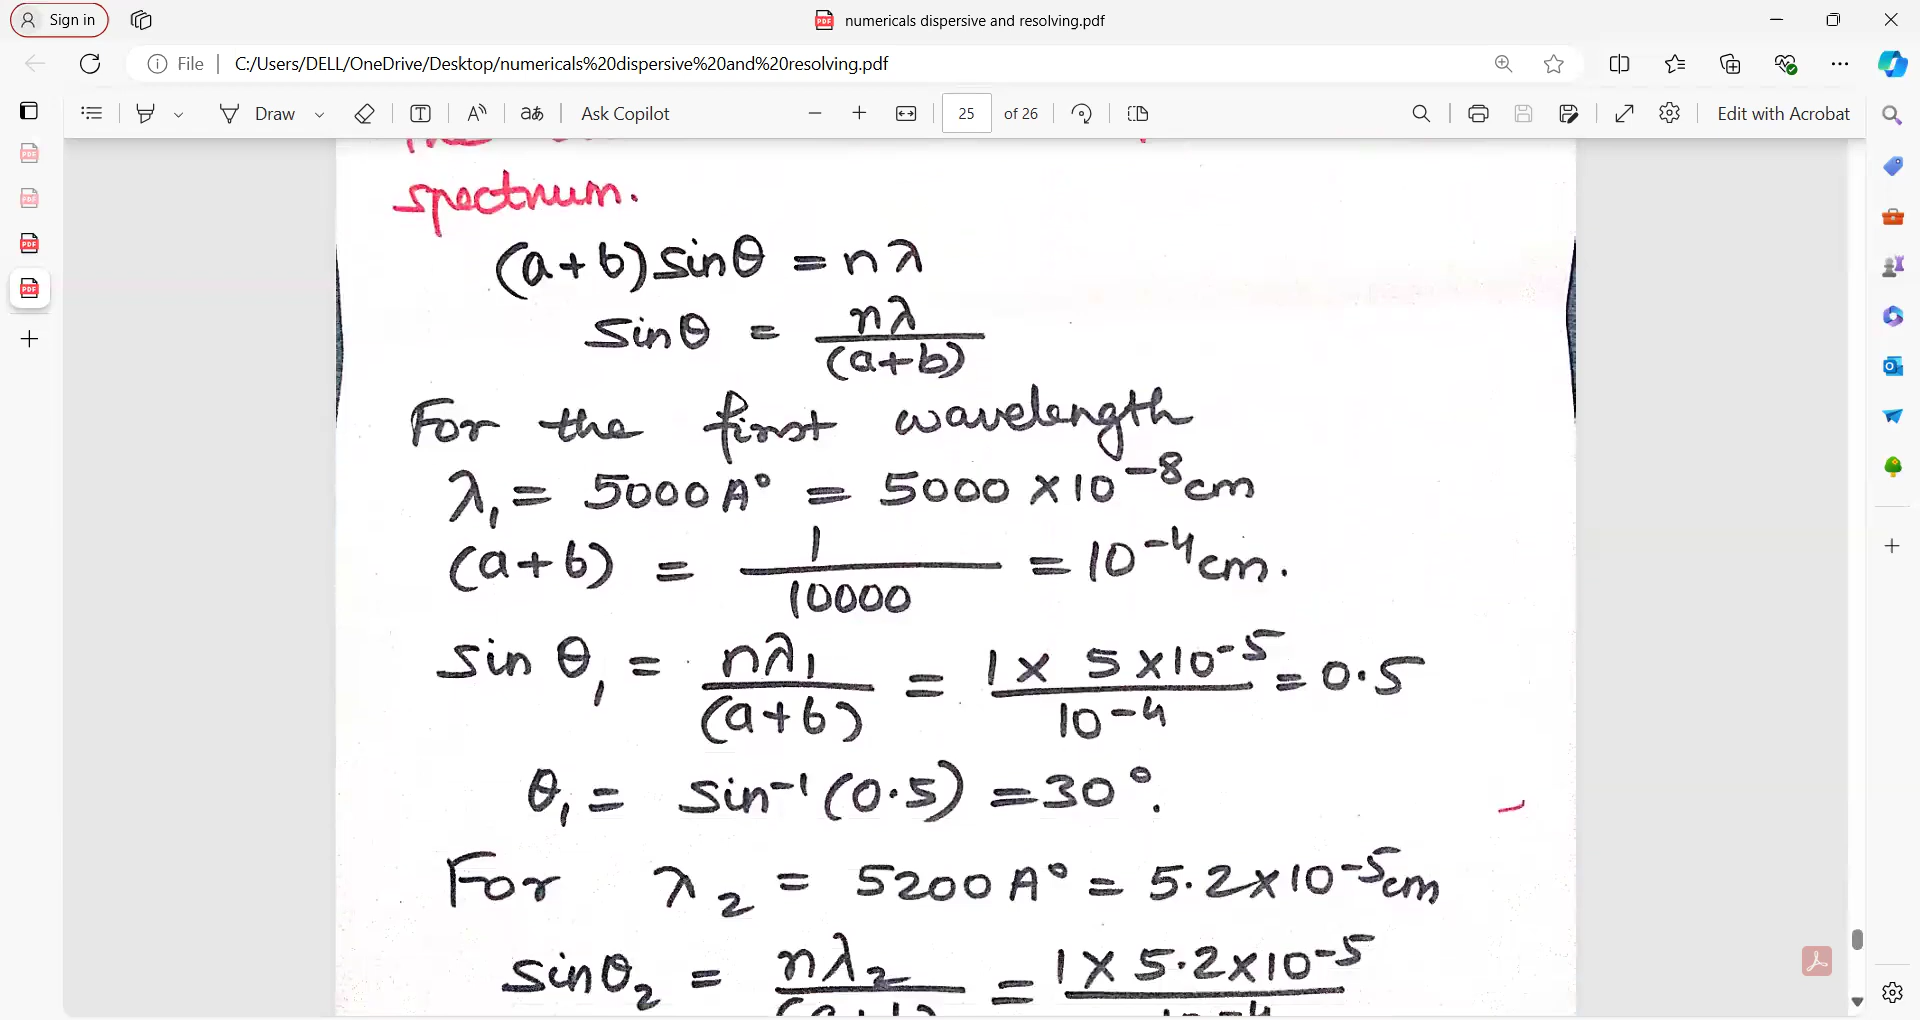 Sign in
numericals dispersive and resolving.pdf
File
C:/Users/DELL/OneDrive/Desktop/numericals%20dispersive%20and%20resolving.pdf
Draw
Ask Copilot
25 of 26
Edit with Acrobat
spectrum.
(a+b) sinθ = nλ
sinθ = nλ/(a+b)
For the first wavelength
λ₁ = 5000 A° = 5000 × 10⁻⁸ cm
(a+b) = 1/10000 = 10⁻⁴ cm.
sin θ₁ = nλ₁/(a+b) = 1 × 5 × 10⁻⁵/10⁻⁴ = 0.5
θ₁ = sin⁻¹(0.5) = 30°.
For λ₂ = 5200 A° = 5.2 × 10⁻⁵ cm
sinθ₂ = nλ₂/(a+b) = 1 × 5.2 × 10⁻⁵/10⁻⁴